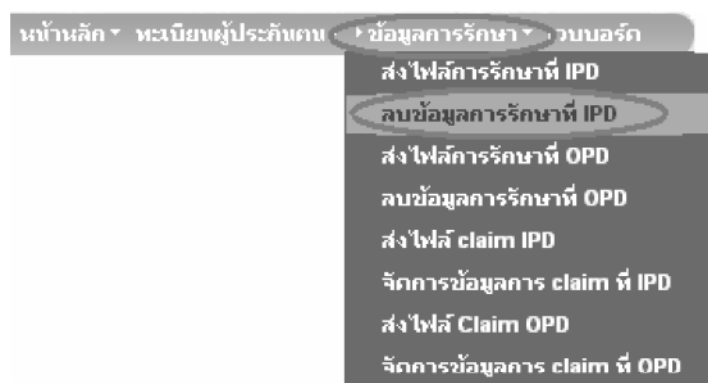 หน้าหลัก ทะเบียนผู้ประกันตน ข้อมูลการรักษา เวบบอร์ด
ส่งไฟล์การรักษาที่ IPD
ลบข้อมูลการรักษาที่ IPD
ส่งไฟล์การรักษาที่ OPD
ลบข้อมูลการรักษาที่ OPD
ส่งไฟล์ claim IPD
จัดการข้อมูลการ claim ที่ IPD
ส่งไฟล์ Claim OPD
จัดการข้อมูลการ claim ที่ OPD